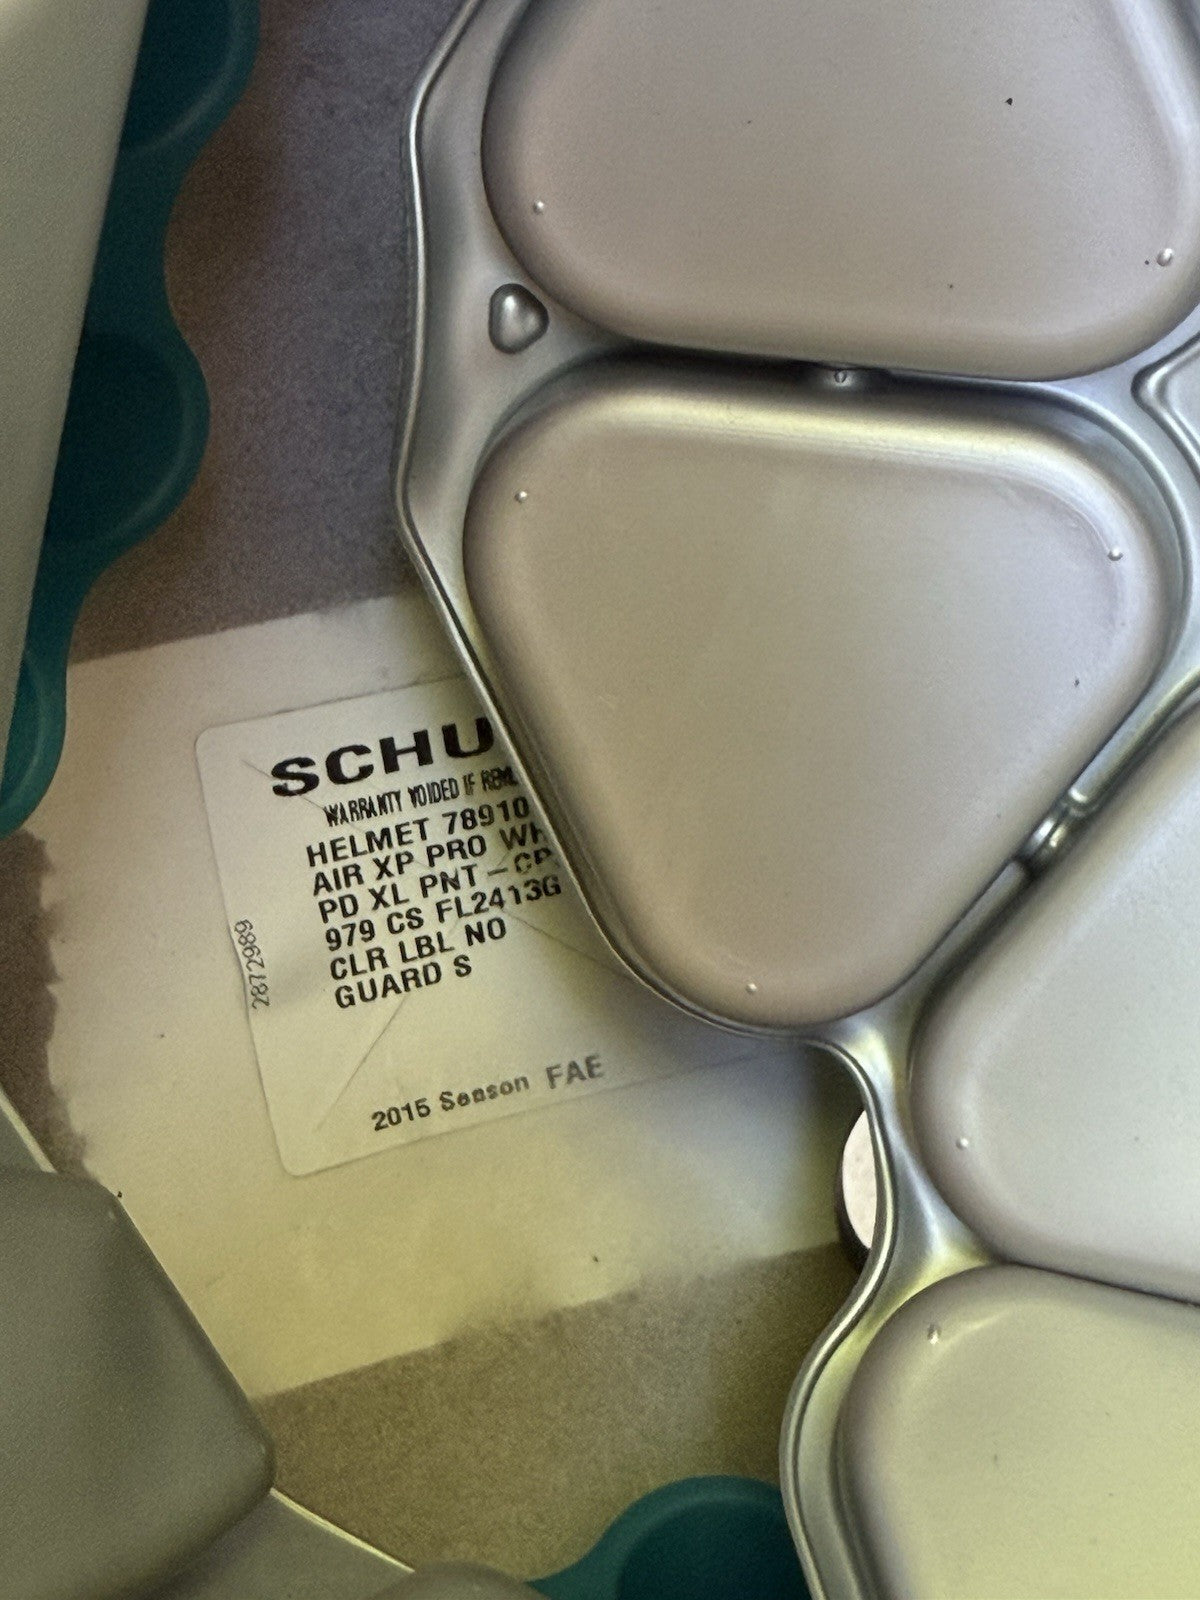 SCHU
WARRANTY VOIDED IF
HELMET 78910
AIR XP PRO
PD XL PNT -
979 CS FL2413G
CLR LBL NO
GUARD S
2015 Season FAE
2872989